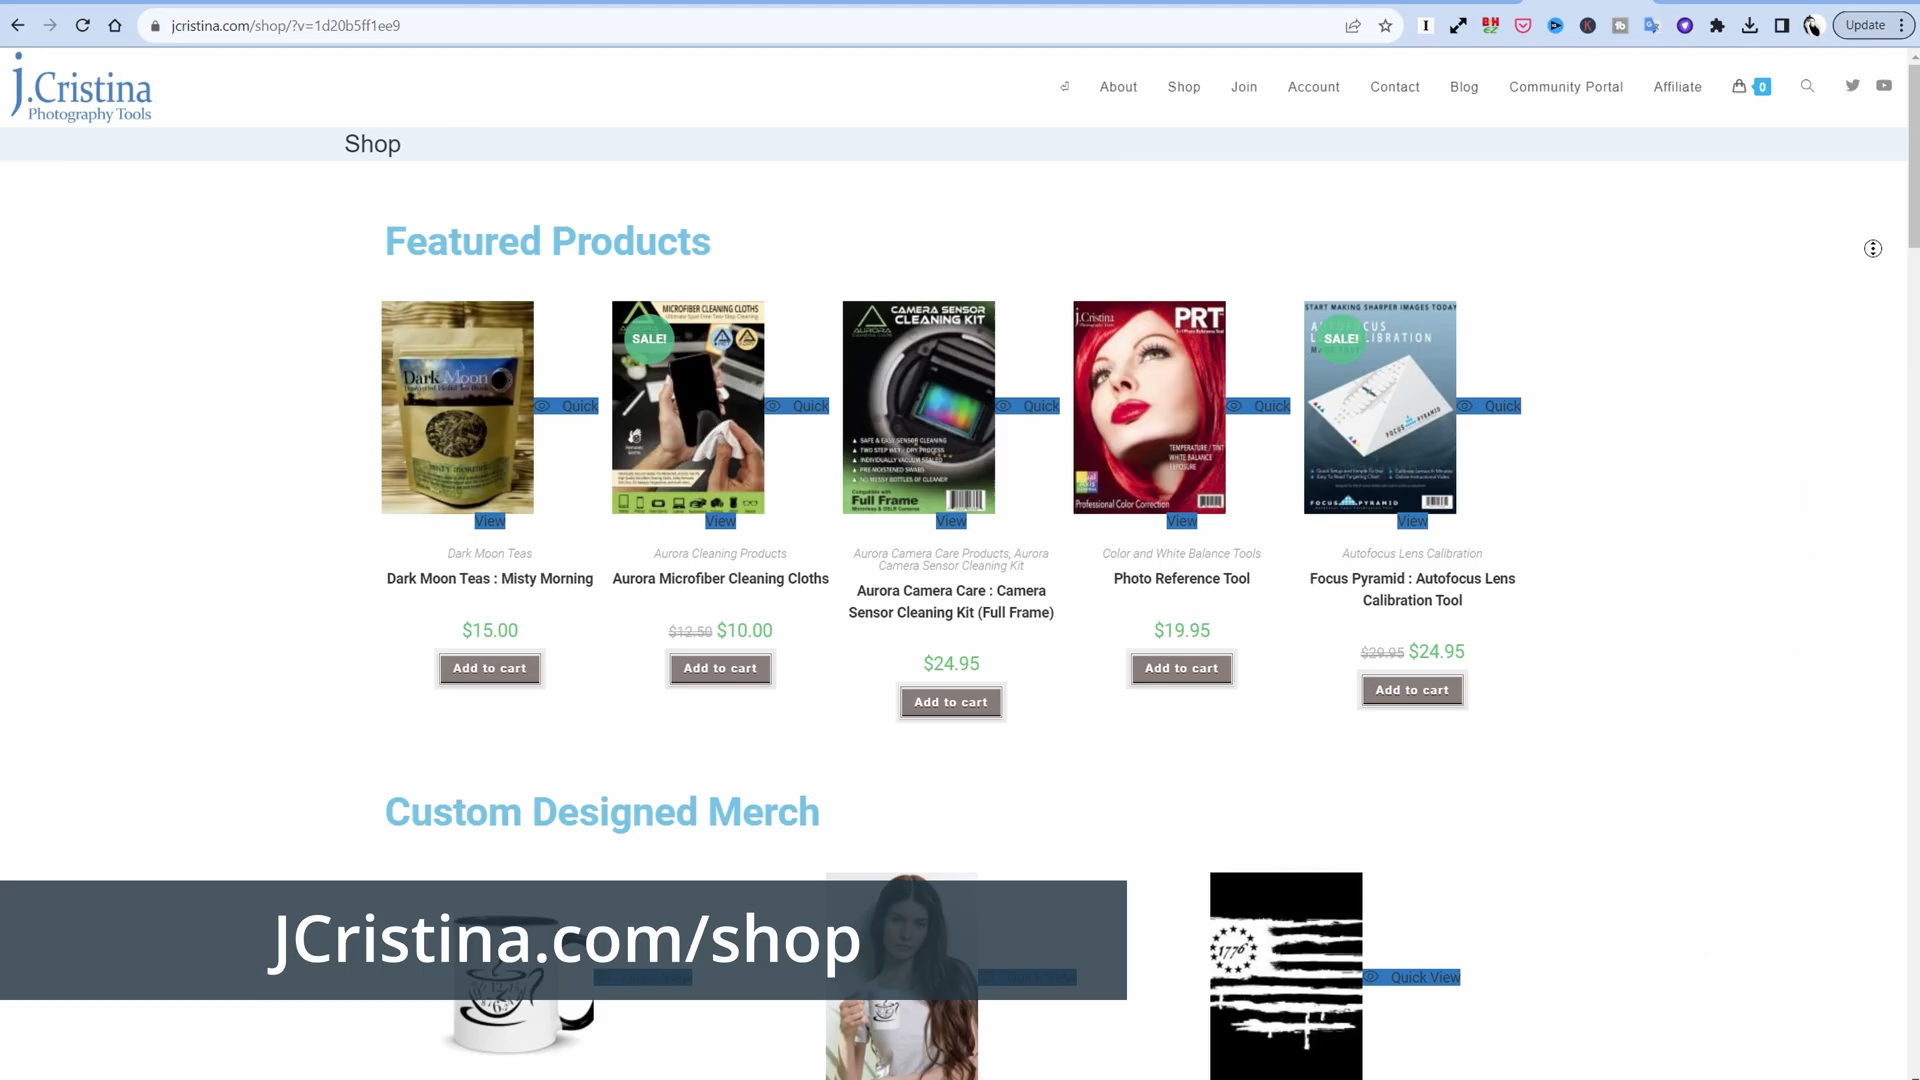 jcristina.com/shop/?v=1d20b5ff1ee9
Update
j.Cristina
Photography Tools
About
Shop
Join
Account
Contact
Blog
Community Portal
Affiliate
0
Shop
Featured Products
Dark Moon
MISTY MORNING
Quick
View
Dark Moon Teas
Dark Moon Teas : Misty Morning
$15.00
Add to cart
MICROFIBER CLEANING CLOTHS
Ultimate Spot Free Two Step Cleaning
SALE!
Quick
View
Aurora Cleaning Products
Aurora Microfiber Cleaning Cloths
$12.50 $10.00
Add to cart
CAMERA SENSOR
CLEANING KIT
AURORA
SAFE & EASY SENSOR CLEANING
TWO STEP WET - DRY PROCESS
INDIVIDUALLY VACUUM SEALED
PRE-MOISTENED SWABS
NO MESSY BOTTLES OF CLEANER
Compatible with
Full Frame
Mirrorless & DSLR Cameras
Quick
View
Aurora Camera Care Products, Aurora
Camera Sensor Cleaning Kit
Aurora Camera Care : Camera
Sensor Cleaning Kit (Full Frame)
$24.95
Add to cart
j.Cristina
PRT
TEMPERATURE / TINT
WHITE BALANCE
EXPOSURE
Professional Color Correction
Quick
View
Color and White Balance Tools
Photo Reference Tool
$19.95
Add to cart
START MAKING SHARPER IMAGES TODAY
SALE!
FOCUS PYRAMID
FOCUS PYRAMID
Quick
View
Autofocus Lens Calibration
Focus Pyramid : Autofocus Lens
Calibration Tool
$29.95 $24.95
Add to cart
Custom Designed Merch
JCristina.com/shop
1776
Quick View